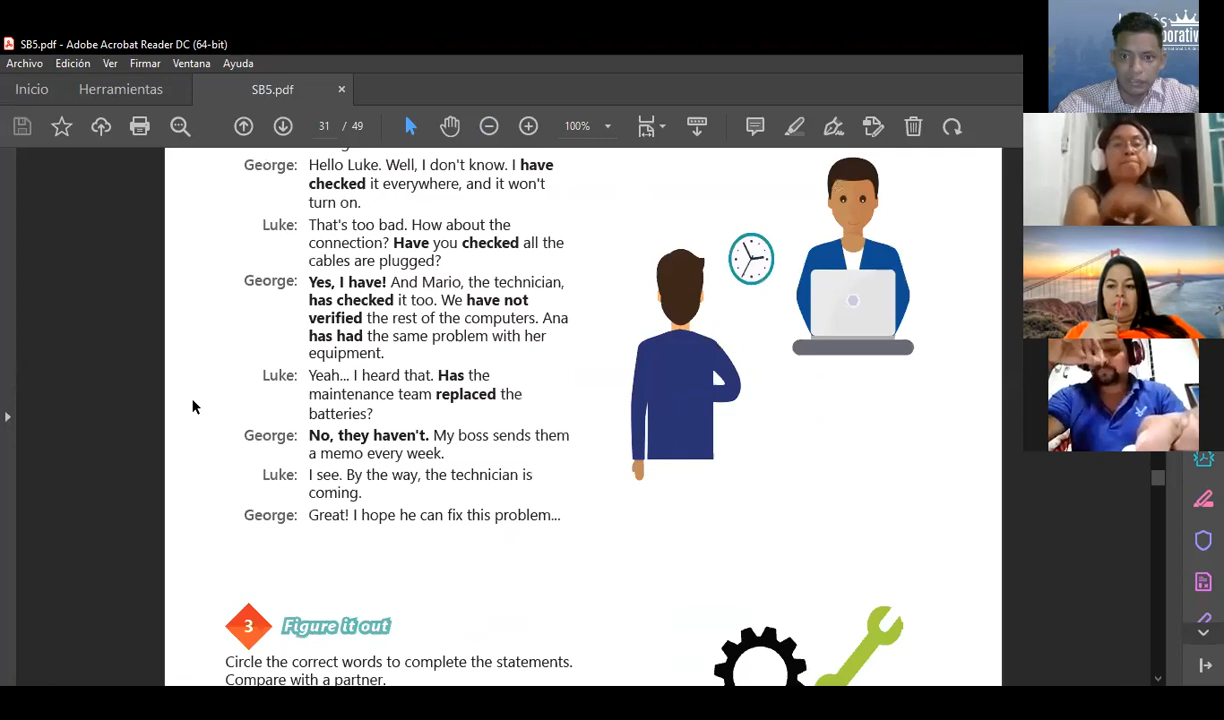 SB5.pdf - Adobe Acrobat Reader DC (64-bit)
Archivo Edición Ver Firmar Ventana Ayuda
Inicio Herramientas SB5.pdf ×
31 / 49 100%
George: Hello Luke. Well, I don't know. I have
checked it everywhere, and it won't
turn on.
Luke: That's too bad. How about the
connection? Have you checked all the
cables are plugged?
George: Yes, I have! And Mario, the technician,
has checked it too. We have not
verified the rest of the computers. Ana
has had the same problem with her
equipment.
Luke: Yeah... I heard that. Has the
maintenance team replaced the
batteries?
George: No, they haven't. My boss sends them
a memo every week.
Luke: I see. By the way, the technician is
coming.
George: Great! I hope he can fix this problem...
3 Figure it out
Circle the correct words to complete the statements.
Compare with a partner.